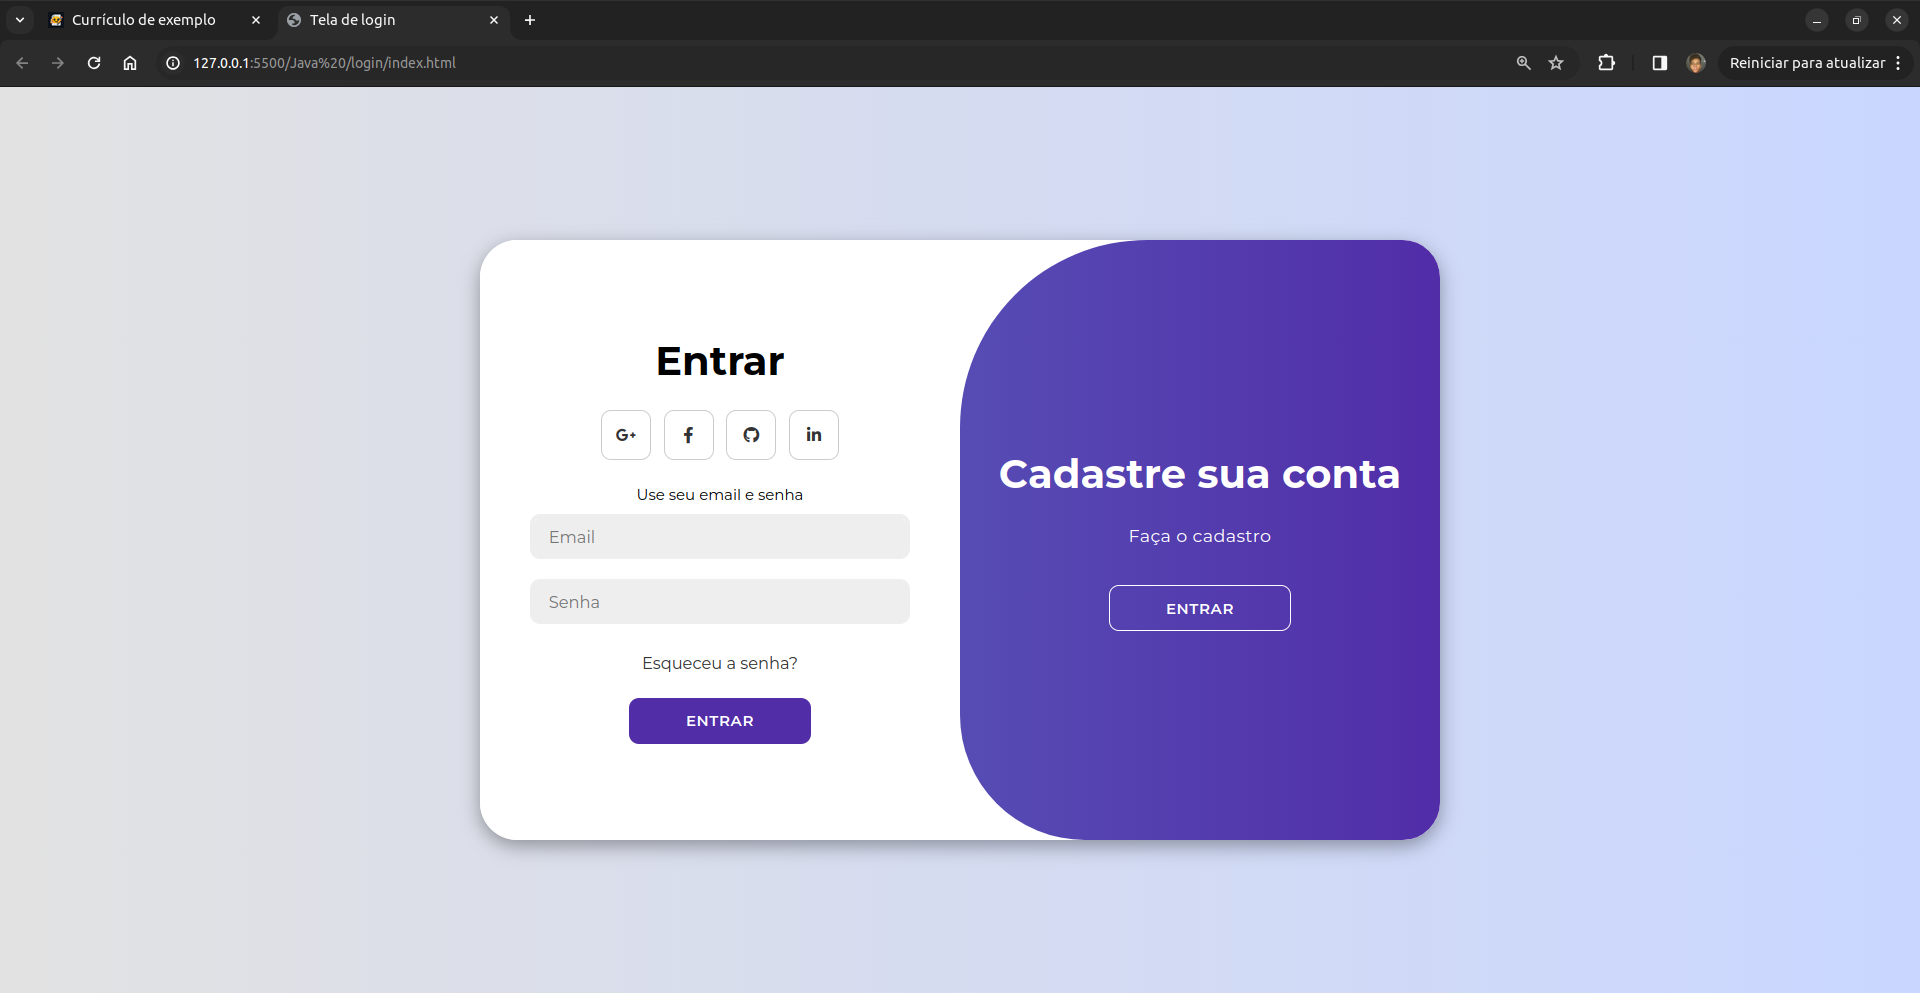 Currículo de exemplo
Tela de login
127.0.0.1:5500/Java%20/login/index.html
Reiniciar para atualizar
Entrar
G+
f
in
Use seu email e senha
Email
Senha
Esqueceu a senha?
ENTRAR
Cadastre sua conta
Faça o cadastro
ENTRAR